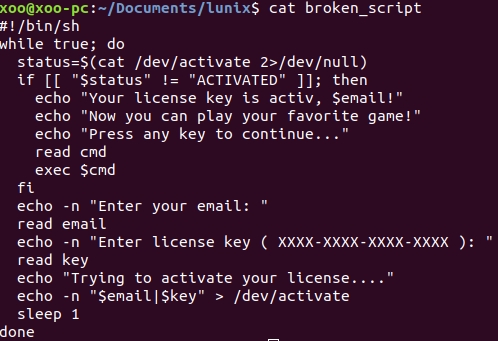 xoo@xoo-pc:~/Documents/lunix$ cat broken_script
#!/bin/sh
while true; do
  status=$(cat /dev/activate 2>/dev/null)
  if [[ "$status" != "ACTIVATED" ]]; then
    echo "Your license key is activ, $email!"
    echo "Now you can play your favorite game!"
    echo "Press any key to continue..."
    read cmd
    exec $cmd
  fi
  echo -n "Enter your email: "
  read email
  echo -n "Enter license key ( XXXX-XXXX-XXXX-XXXX ): "
  read key
  echo "Trying to activate your license...."
  echo -n "$email|$key" > /dev/activate
  sleep 1
done